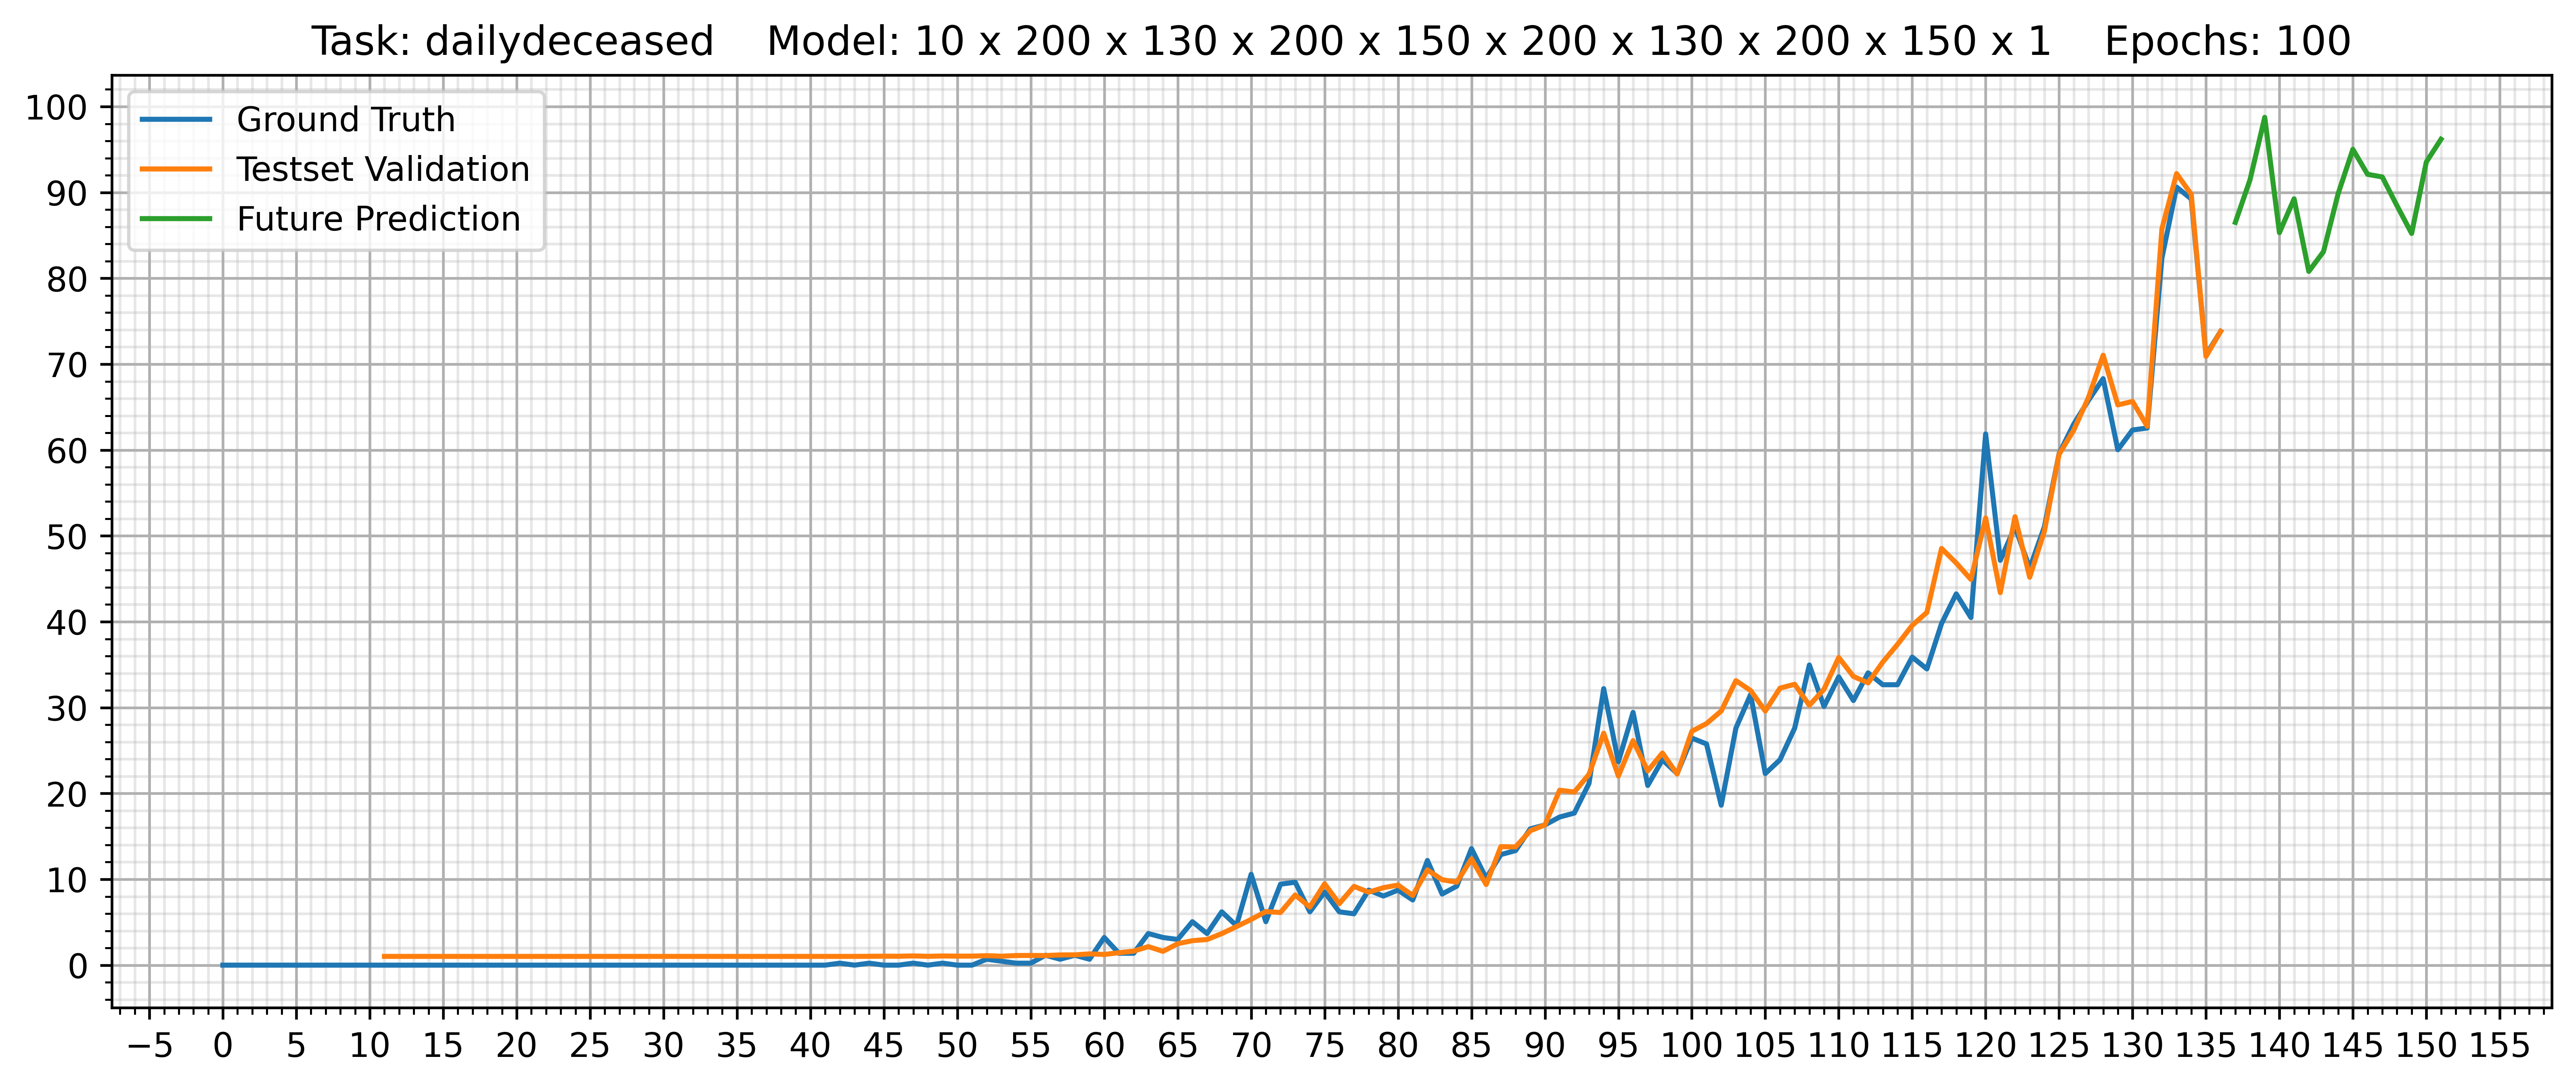 Task: dailydeceased    Model: 10 x 200 x 130 x 200 x 150 x 200 x 130 x 200 x 150 x 1    Epochs: 100
Ground Truth
Testset Validation
Future Prediction
100
90
80
70
60
50
40
30
20
10
0
−5 0 5 10 15 20 25 30 35 40 45 50 55 60 65 70 75 80 85 90 95 100 105 110 115 120 125 130 135 140 145 150 155